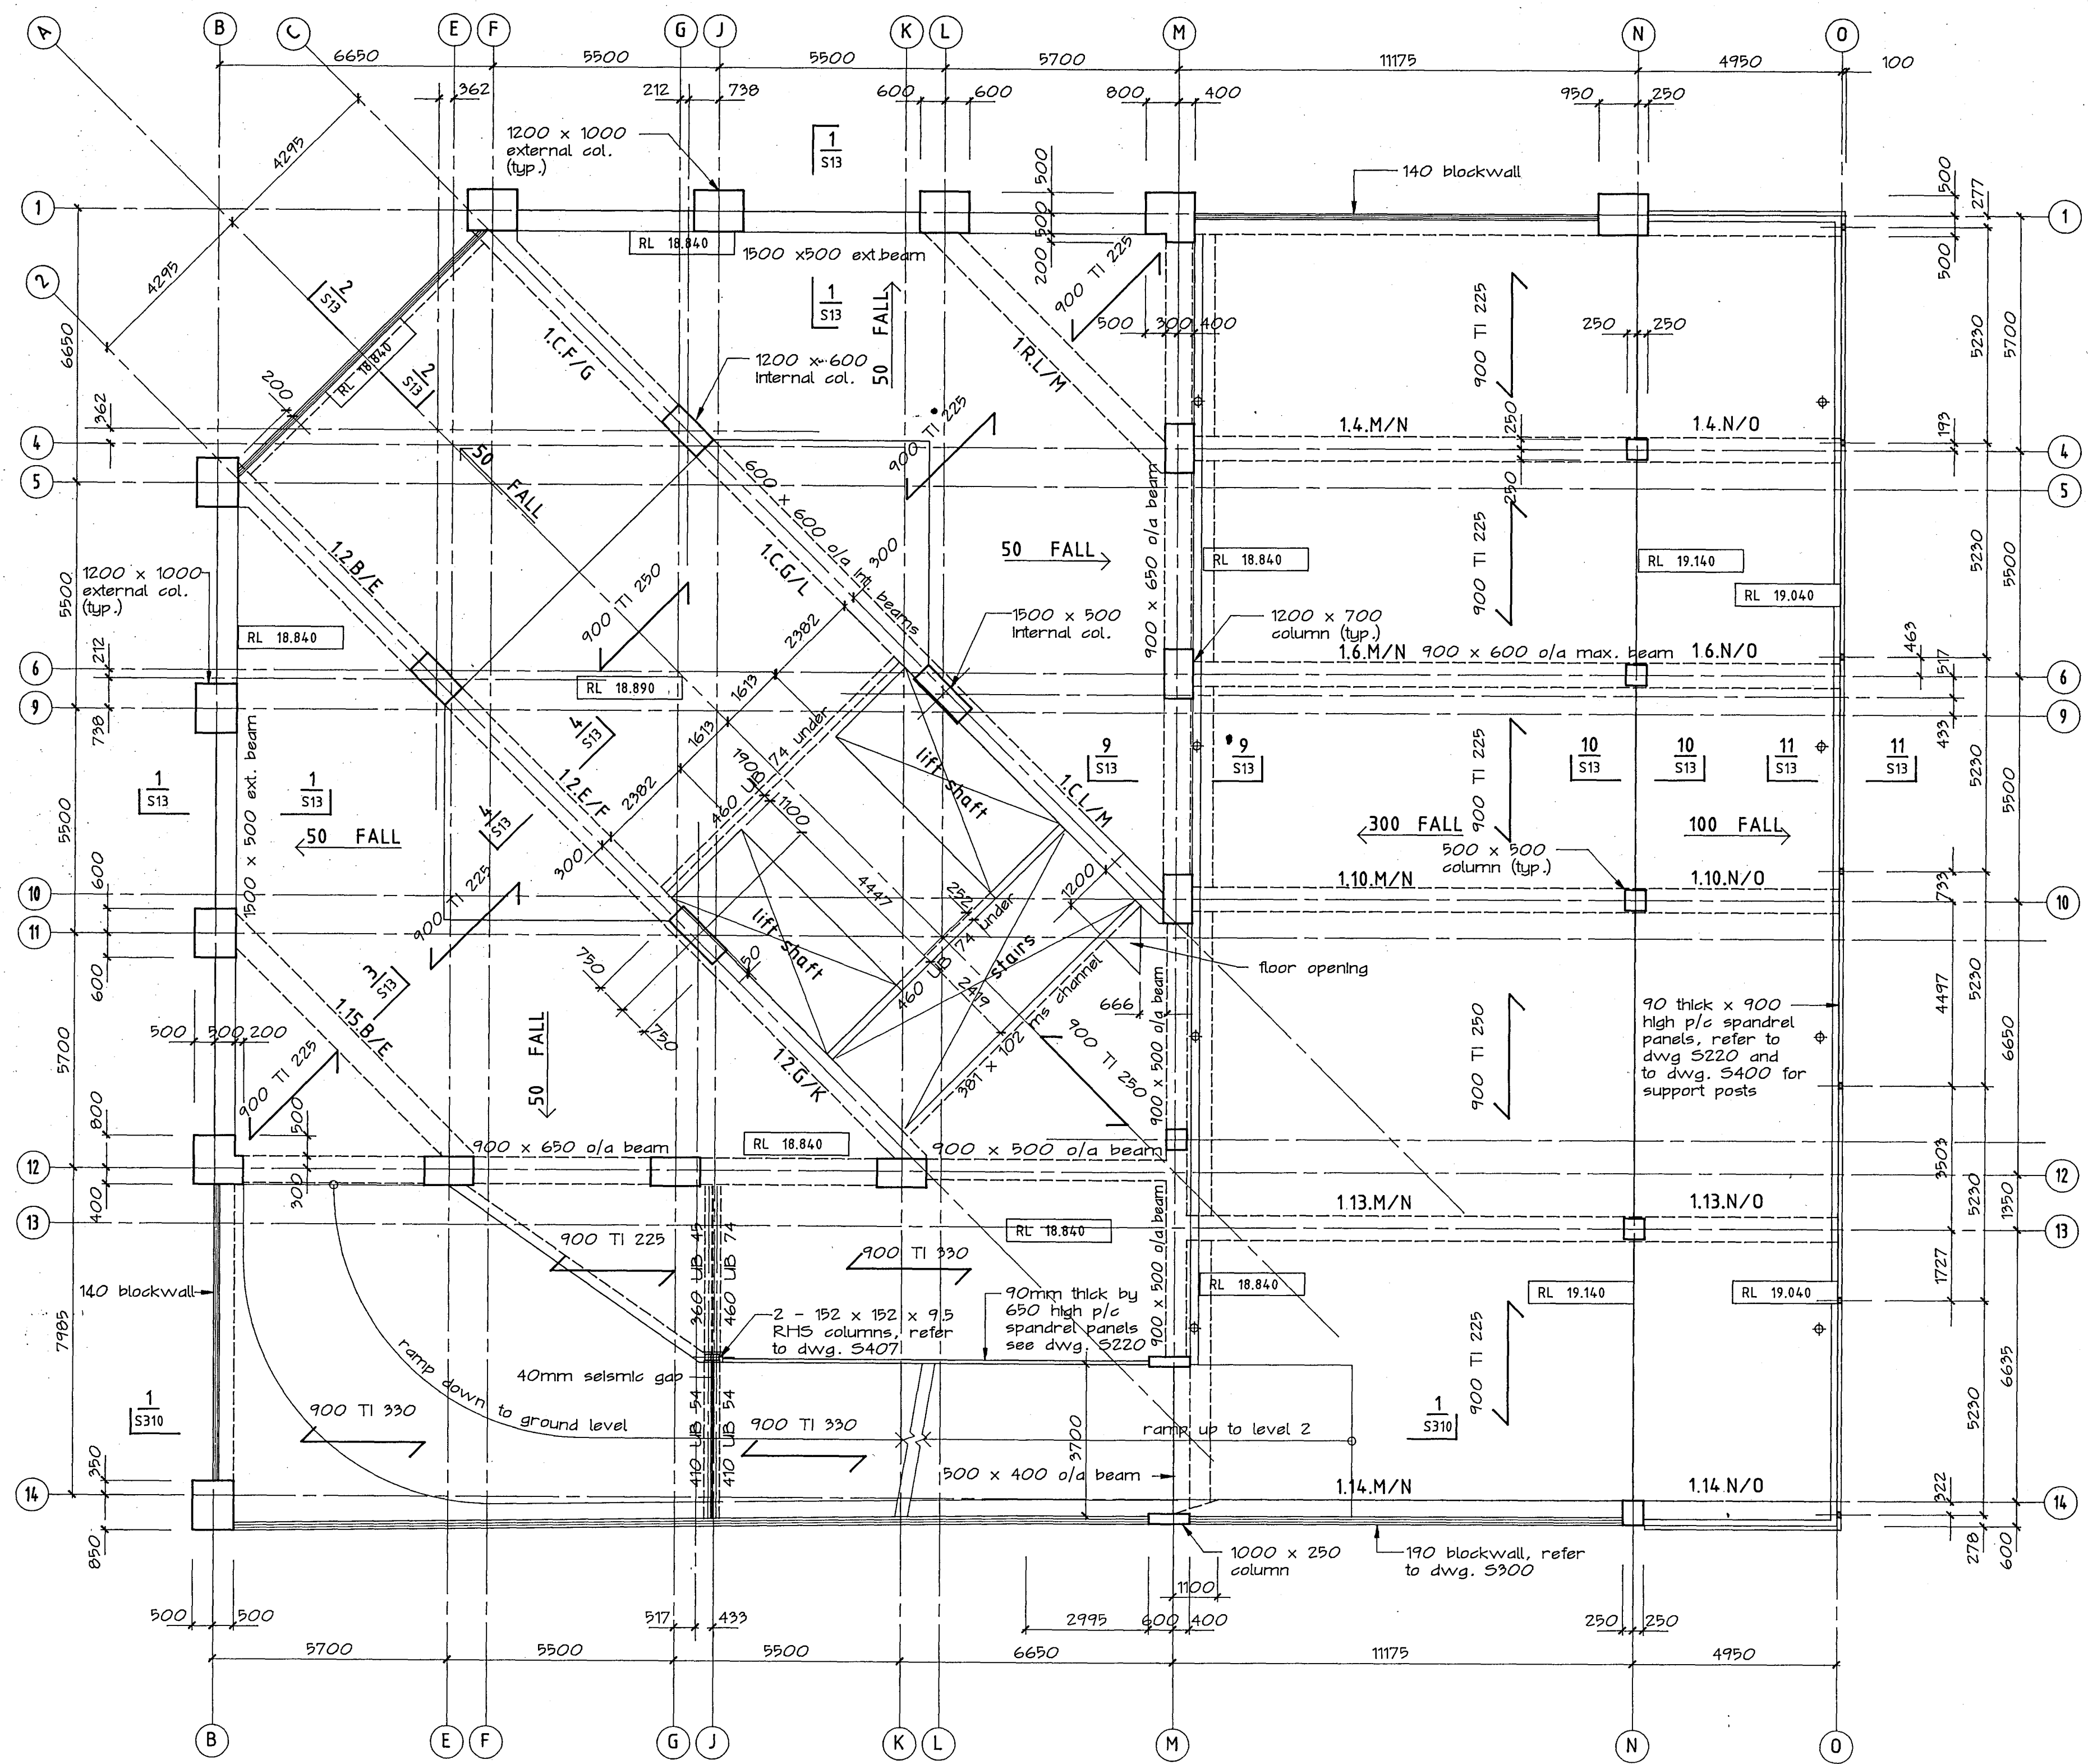 A
B
C
E
F
G
J
K
L
M
N
O
6650
5500
5500
5700
11175
4950
100
362
212
738
600
600
800
400
950
250
4295
4295
1200 x 1000
external col.
(typ.)
1
S13
140 blockwall
500
500
200
500
277
500
1
1
RL 18.840
1500 x500 ext.beam
900 TI 225
2
2
S13
2
S13
RL 18.840
200
1
S13
50 FALL
500
300
400
900 TI 225
250
250
5230
5700
6650
1.C.F/G
1.R.L/M
1200 x 600
Internal col.
362
4
5
50 FALL
900 TI 225
1.4.M/N
1.4.N/O
250
250
193
4
5
600 x 600 o/a Int. beams
900 x 650 o/a beam
1.2.B/E
1.C.G/L
300
50 FALL
RL 18.840
900 TI 225
RL 19.140
RL 19.040
5230
5500
5500
1200 x 1000
external col.
(typ.)
RL 18.840
900 TI 250
1500 x 500
Internal col.
1200 x 700
column (typ.)
1.6.M/N
900 x 600 o/a max. beam
1.6.N/O
463
517
433
212
738
6
9
6
9
RL 18.890
2382
1613
1613
2382
4
S13
4
S13
1.2.E/F
1900
1100
460 UB 74 under
lift shaft
1.C.L/M
9
S13
9
S13
900 TI 225
10
S13
10
S13
11
S13
11
S13
5230
5500
1
S13
1
S13
1500 x 500 ext. beam
50 FALL
5500
300
300 FALL
100 FALL
500 x 500
column (typ.)
600
600
10
11
900 TI 225
4447
252
1200
1.10.M/N
1.10.N/O
733
10
lift shaft
50
460 UB 74 under
stairs
2419
750
750
3
S13
1.15.B/E
floor opening
666
381 x 102 ms channel
900 TI 250
900 x 500 o/a beam
900 TI 250
90 thick x 900
high p/c spandrel
panels, refer to
dwg S220 and
to dwg. S400 for
support posts
4497
5230
6650
500
500
200
5700
900 TI 225
50 FALL
1.2.G/K
800
400
500
300
900 x 650 o/a beam
RL 18.840
900 x 500 o/a beam
12
13
12
13
3503
5230
1350
1.13.M/N
1.13.N/O
RL 18.840
900 TI 225
900 TI 330
360 UB 45
460 UB 74
900 x 500 o/a beam
RL 18.840
RL 19.140
RL 19.040
1727
140 blockwall
7985
2 - 152 x 152 x 9.5
RHS columns, refer
to dwg. S407
90mm thick by
650 high p/c
spandrel panels
see dwg. S220
900 TI 225
6635
5230
40mm seismic gap
ramp down to ground level
1
S310
900 TI 330
410 UB 54
410 UB 54
900 TI 330
3700
ramp up to level 2
1
S310
500 x 400 o/a beam
1.14.M/N
1.14.N/O
350
850
14
322
14
278
600
1000 x 250
column
190 blockwall, refer
to dwg. S300
1100
500
500
517
433
2995
600
400
250
250
5700
5500
5500
6650
11175
4950
B
E
F
G
J
K
L
M
N
O